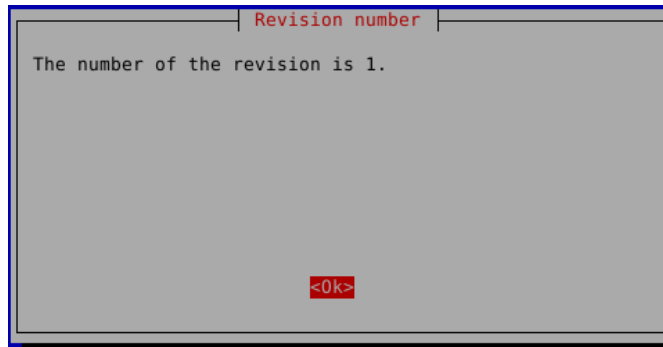 Revision number
The number of the revision is 1.
<Ok>